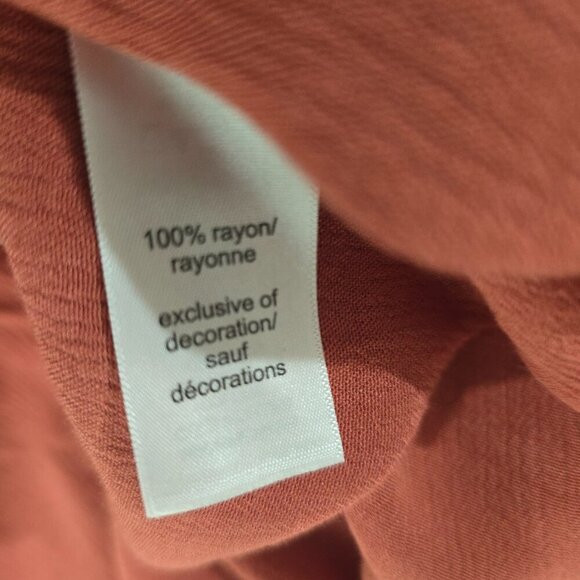 100% rayon/
rayonne
exclusive of
decoration/
sauf
décorations